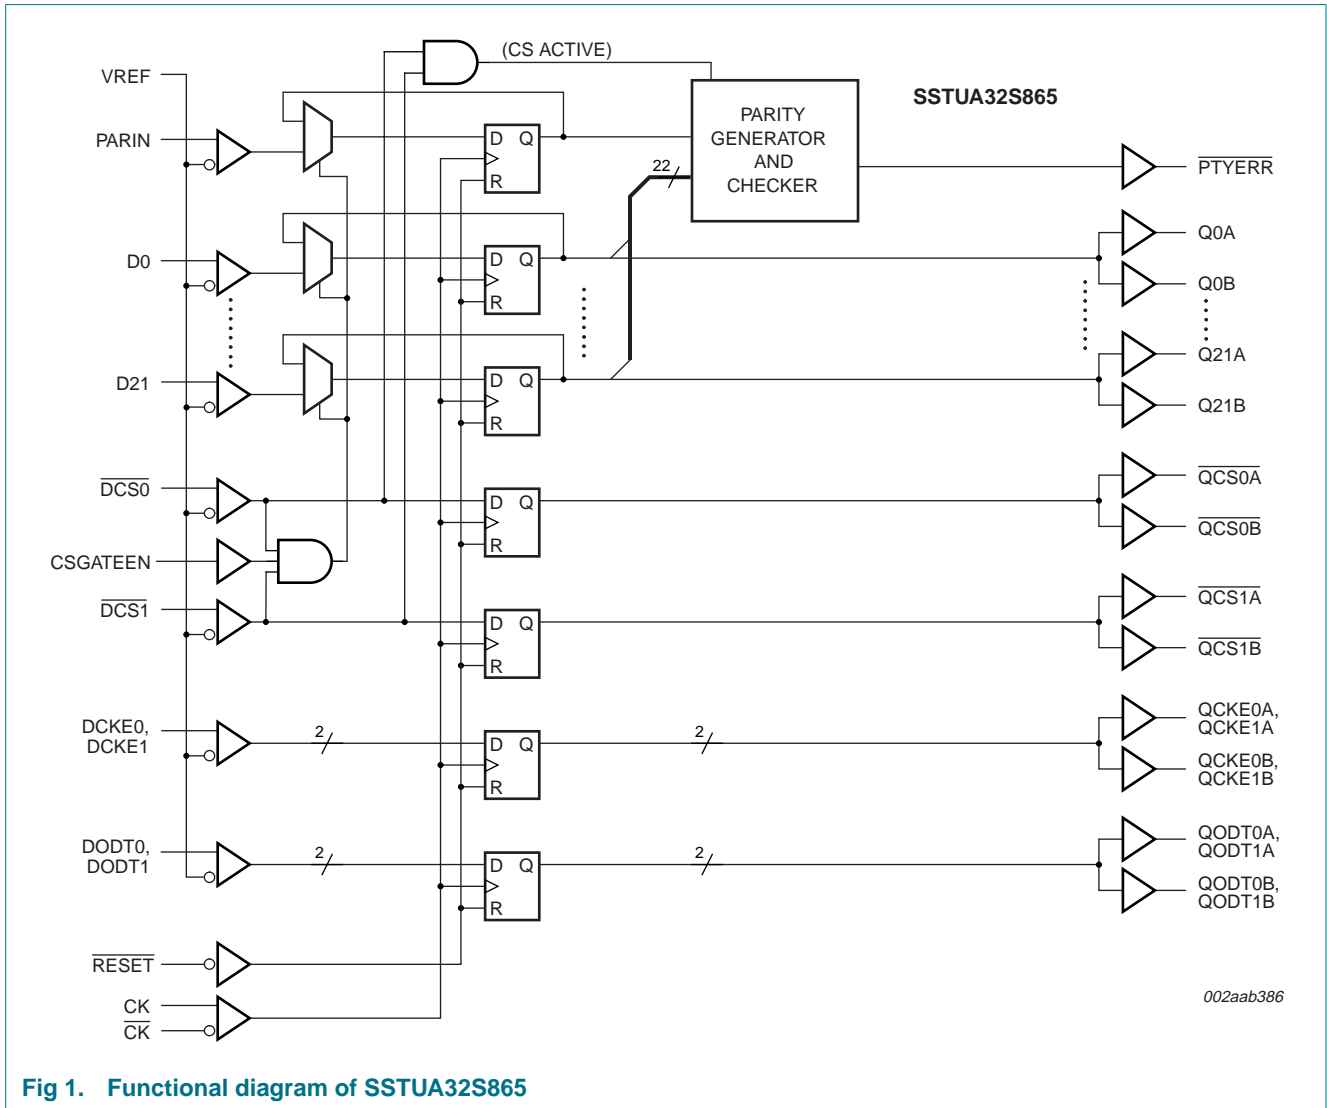 (CS ACTIVE)
VREF
SSTUA32S865
PARIN
D Q
R
PARITY
GENERATOR
AND
CHECKER
22
PTYERR
D0
D Q
R
Q0A
Q0B
D21
D Q
R
Q21A
Q21B
DCS0
D Q
R
QCS0A
QCS0B
CSGATEEN
DCS1
D Q
R
QCS1A
QCS1B
DCKE0,
DCKE1
2
D Q
R
2
QCKE0A,
QCKE1A
QCKE0B,
QCKE1B
DODT0,
DODT1
2
D Q
R
2
QODT0A,
QODT1A
QODT0B,
QODT1B
RESET
CK
CK
002aab386
Fig 1. Functional diagram of SSTUA32S865